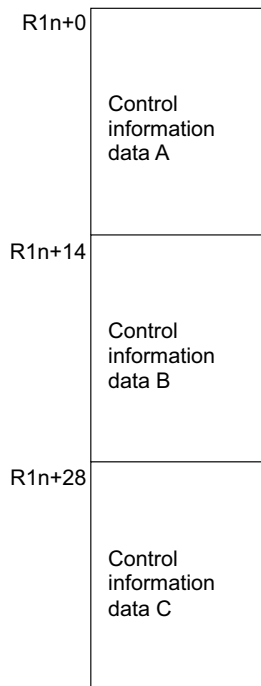 R1n+0
Control
information
data A
R1n+14
Control
information
data B
R1n+28
Control
information
data C